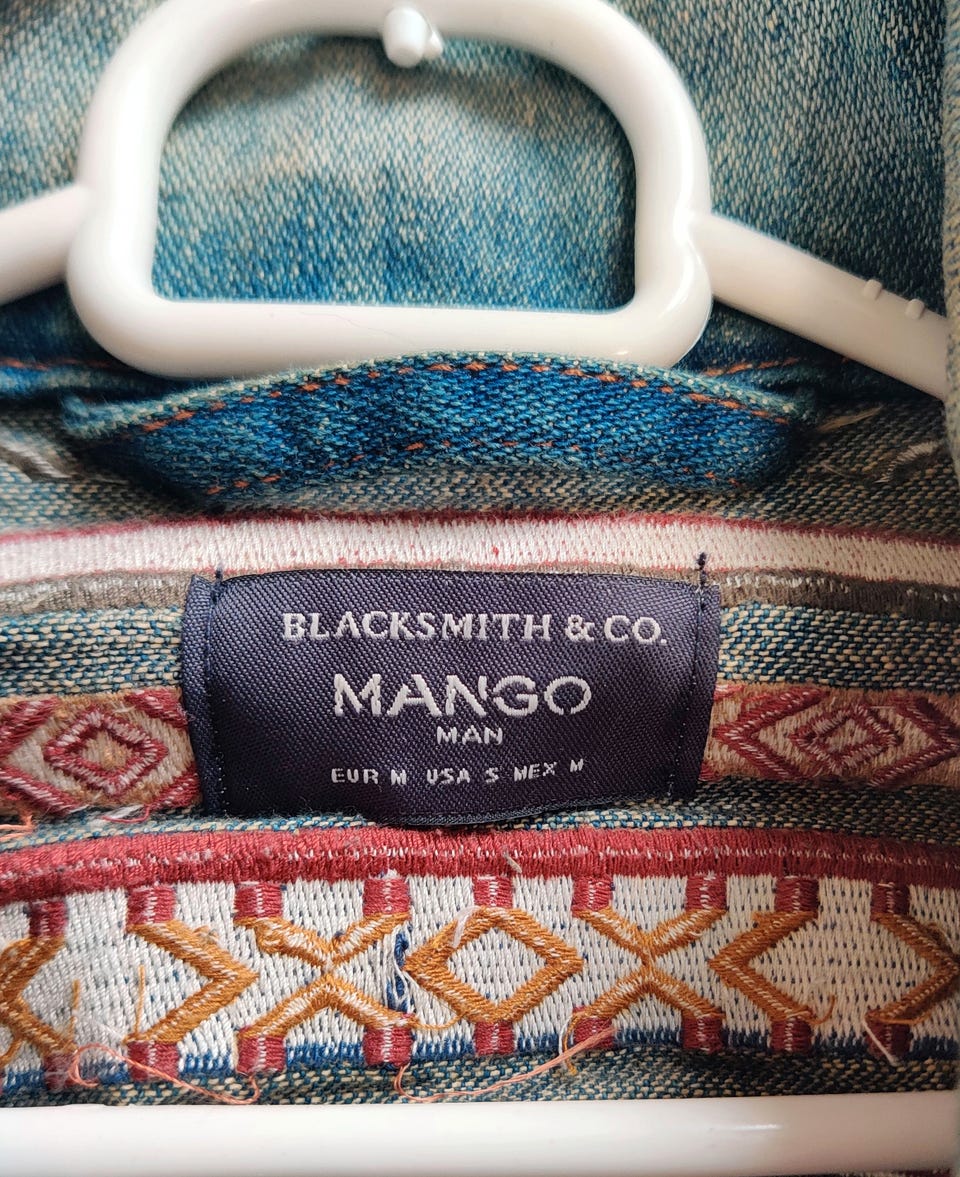 BLACKSMITH & CO.
MANGO
MAN
EUR M USA S MEX M